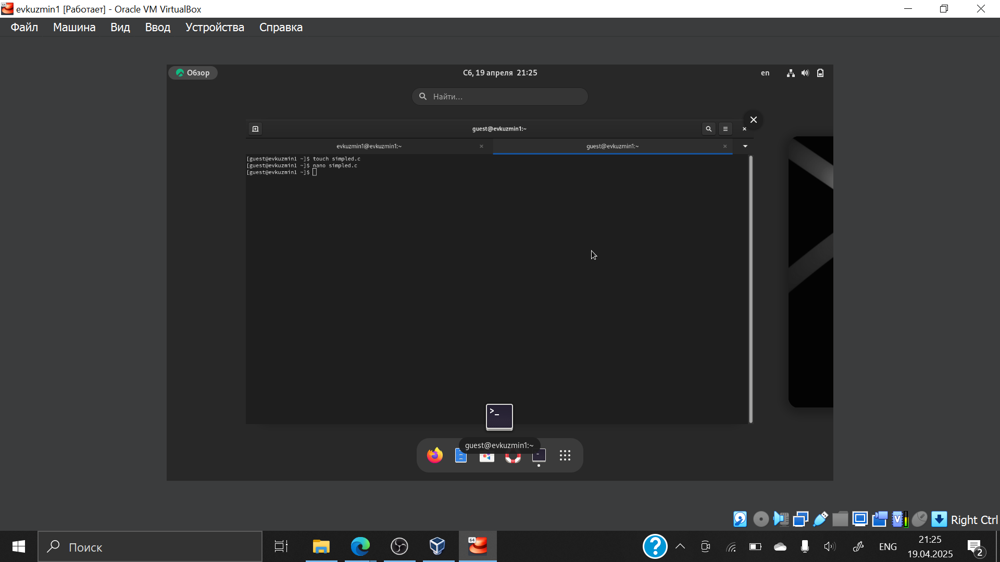 evkuzmin1 [Работает] - Oracle VM VirtualBox
Файл Машина Вид Ввод Устройства Справка
Обзор
Сб, 19 апреля 21:25
en
Найти...
guest@evkuzmin1:~
evkuzmin1@evkuzmin1:~
guest@evkuzmin1:~
[guest@evkuzmin1 ~]$ touch simpled.c
[guest@evkuzmin1 ~]$ nano simpled.c
[guest@evkuzmin1 ~]$
>_
guest@evkuzmin1:~
V
Right Ctrl
Поиск
64
?
ENG
21:25
19.04.2025
2